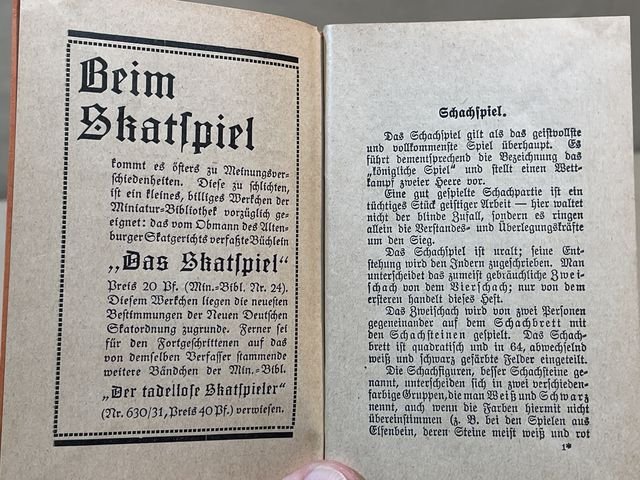 Beim
Skatspiel
kommt es öfters zu Meinungsver-
schiedenheiten. Diese zu schlichten,
ist ein kleines, billiges Werkchen der
Miniatur-Bibliothek vorzüglich ge-
eignet: das vom Obmann des Alten-
burger Skatgerichts verfaßte Büchlein
„Das Skatspiel“
Preis 20 Pf. (Min.-Bibl. Nr. 24).
Diesem Werkchen liegen die neuesten
Bestimmungen der Neuen Deutschen
Skatordnung zugrunde. Ferner sei
für den Fortgeschrittenen auf das
von demselben Verfasser stammende
weitere Bändchen der Min.-Bibl.
„Der tadellose Skatspieler“
(Nr. 630/31, Preis 40 Pf.) verwiesen.
Schachspiel.
Das Schachspiel gilt als das geistvollste
und vollkommenste Spiel überhaupt. Es
führt dementsprechend die Bezeichnung das
„königliche Spiel“ und stellt einen Wett-
kampf zweier Heere vor.
Eine gut gespielte Schachpartie ist ein
tüchtiges Stück geistiger Arbeit — hier waltet
nicht der blinde Zufall, sondern es ringen
allein die Verstandes- und Überlegungskräfte
um den Sieg.
Das Schachspiel ist uralt; seine Ent-
stehung wird den Indern zugeschrieben. Man
unterscheidet das zumeist gebräuchliche Zwei-
schach von dem Vierschach; nur von dem
ersteren handelt dieses Heft.
Das Zweischach wird von zwei Personen
gegeneinander auf dem Schachbrett mit
den Schachsteinen gespielt. Das Schach-
brett ist quadratisch und in 64, abwechselnd
weiß und schwarz gefärbte Felder eingeteilt.
Die Schachfiguren, besser Schachsteine ge-
nannt, unterscheiden sich in zwei verschieden-
farbige Gruppen, die man Weiß und Schwarz
nennt, auch wenn die Farben hiermit nicht
übereinstimmen (z. B. bei den Spielen aus
Elfenbein, deren Steine meist weiß und rot
1*